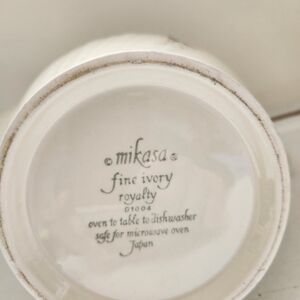 © mikasa ®
fine ivory
royalty
D1004
oven to table to dishwasher
safe for microwave oven
Japan